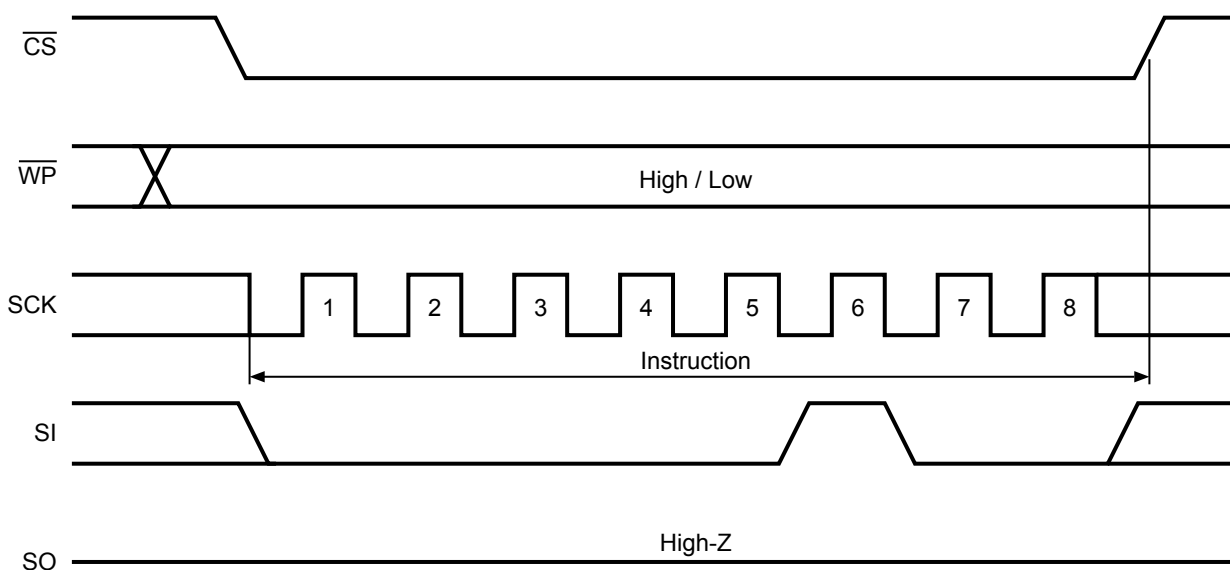 CS
WP
High / Low
SCK
1 2 3 4 5 6 7 8
Instruction
SI
High-Z
SO